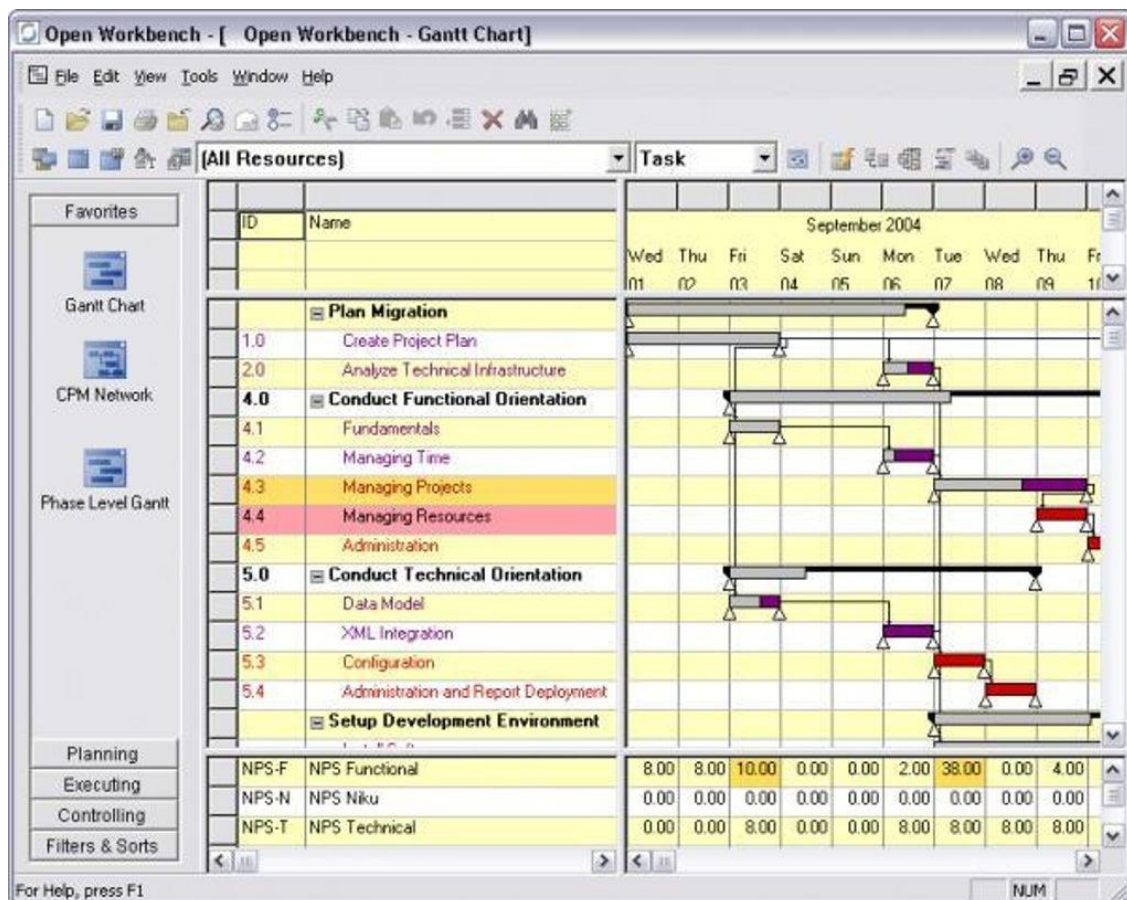 Open Workbench - [ Open Workbench - Gantt Chart]
File Edit View Tools Window Help
(All Resources) Task
Favorites
Gantt Chart
CPM Network
Phase Level Gantt
Planning
Executing
Controlling
Filters & Sorts
ID Name
September 2004
Wed Thu Fri Sat Sun Mon Tue Wed Thu
01 02 03 04 05 06 07 08 09 10
Plan Migration
1.0 Create Project Plan
2.0 Analyze Technical Infrastructure
4.0 Conduct Functional Orientation
4.1 Fundamentals
4.2 Managing Time
4.3 Managing Projects
4.4 Managing Resources
4.5 Administration
5.0 Conduct Technical Orientation
5.1 Data Model
5.2 XML Integration
5.3 Configuration
5.4 Administration and Report Deployment
Setup Development Environment
NPS-F NPS Functional 8.00 8.00 10.00 0.00 0.00 2.00 38.00 0.00 4.00
NPS-N NPS Niku 0.00 0.00 0.00 0.00 0.00 0.00 0.00 0.00 0.00
NPS-T NPS Technical 0.00 0.00 8.00 0.00 0.00 8.00 8.00 8.00 8.00
For Help, press F1 NUM